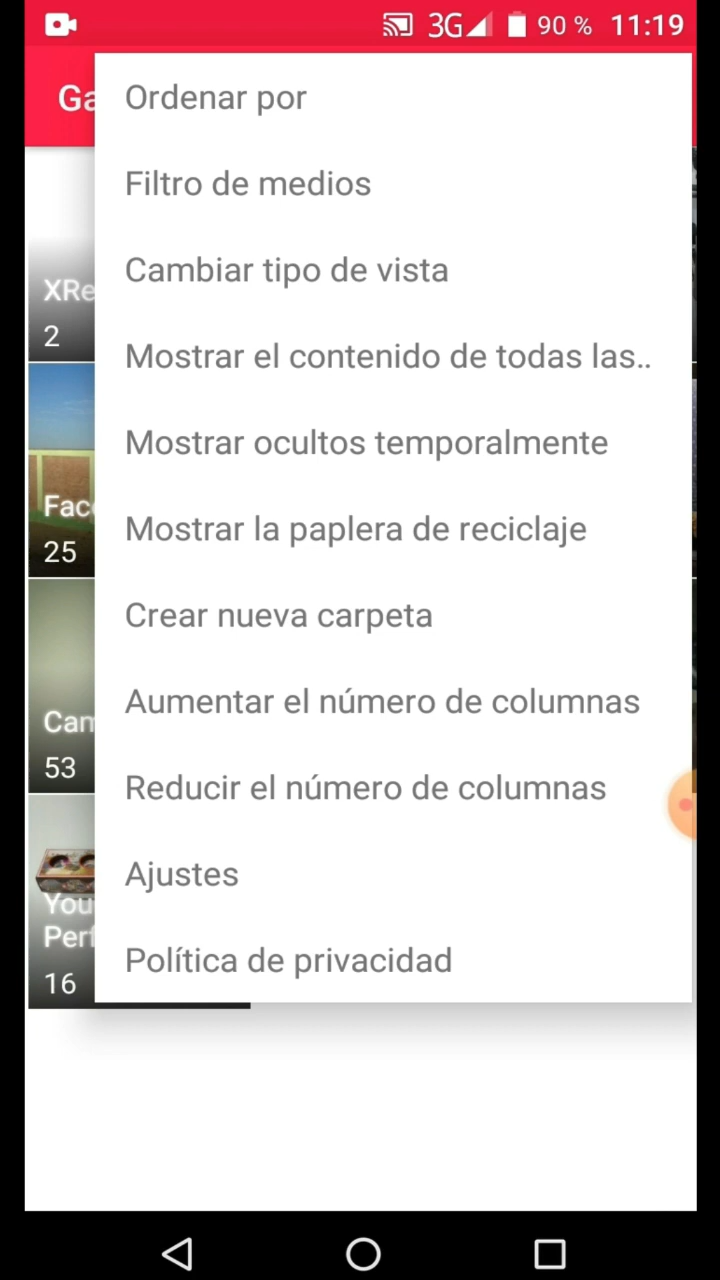 3G 90 % 11:19
Ga
Ordenar por
Filtro de medios
Cambiar tipo de vista
Mostrar el contenido de todas las..
Mostrar ocultos temporalmente
Mostrar la paplera de reciclaje
Crear nueva carpeta
Aumentar el número de columnas
Reducir el número de columnas
Ajustes
Política de privacidad
XRe
2
Fac
25
Cam
53
You
Perf
16